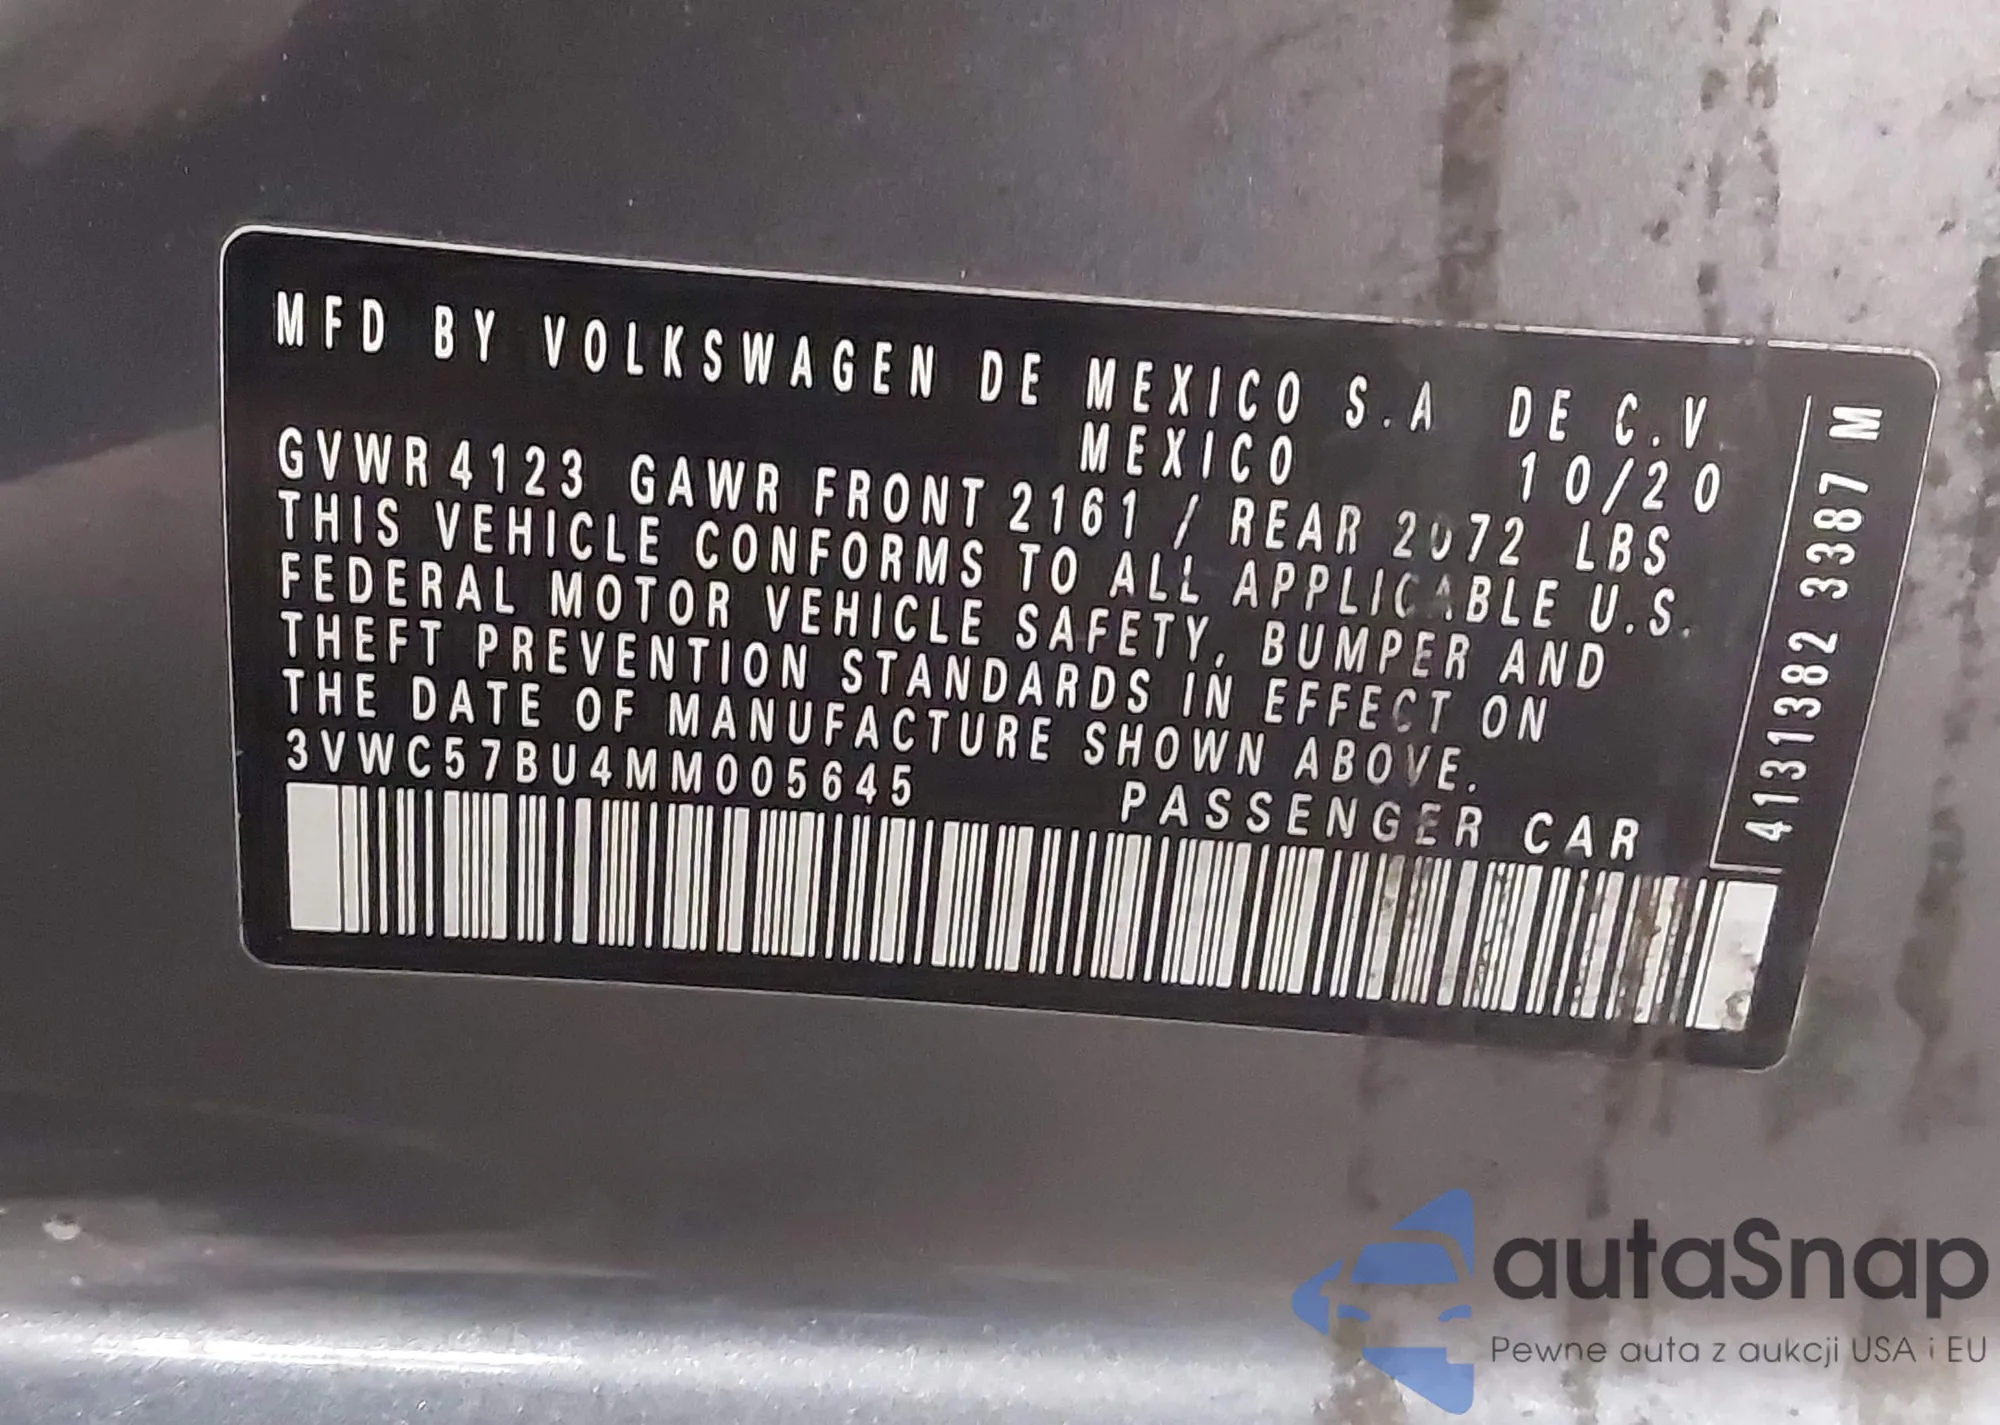 MFD BY VOLKSWAGEN DE MEXICO S.A DE C.V
MEXICO 10/20
GVWR 4123 GAWR FRONT 2161 / REAR 2072 LBS
THIS VEHICLE CONFORMS TO ALL APPLICABLE U.S.
FEDERAL MOTOR VEHICLE SAFETY, BUMPER AND
THEFT PREVENTION STANDARDS IN EFFECT ON
THE DATE OF MANUFACTURE SHOWN ABOVE.
3VWC57BU4MM005645 PASSENGER CAR
4131382 3387 M
autaSnap
Pewne auta z aukcji USA i EU